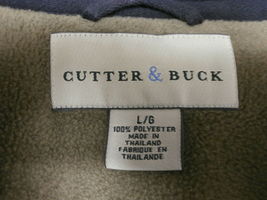 CUTTER & BUCK
L/G
100% POLYESTER
MADE IN
THAILAND
FABRIQUE EN
THAILANDE